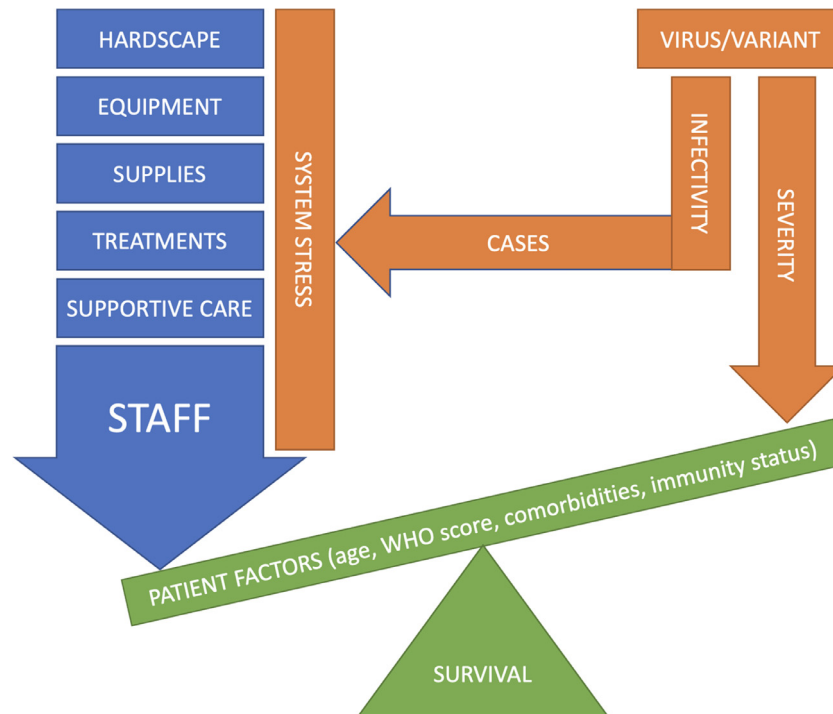 HARDSCAPE
EQUIPMENT
SUPPLIES
TREATMENTS
SUPPORTIVE CARE
STAFF
SYSTEM STRESS
CASES
VIRUS/VARIANT
INFECTIVITY
SEVERITY
PATIENT FACTORS (age, WHO score, comorbidities, immunity status)
SURVIVAL